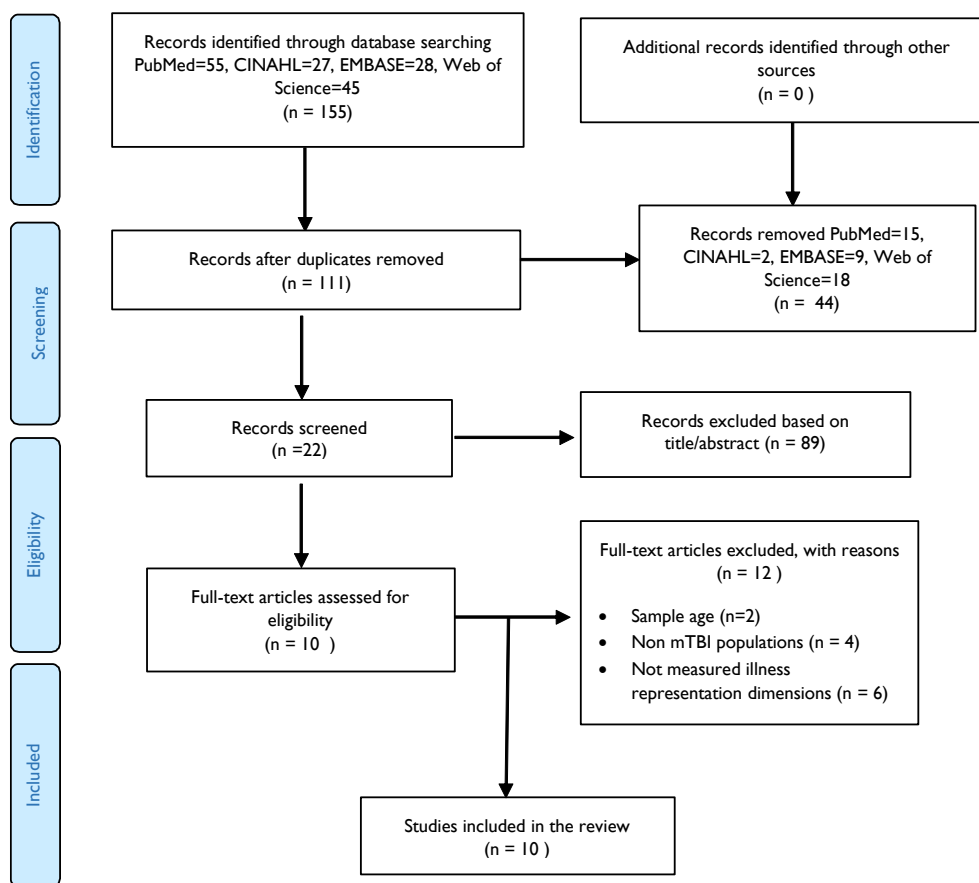 Identification
Records identified through database searching
PubMed=55, CINAHL=27, EMBASE=28, Web of
Science=45
(n = 155)
Additional records identified through other
sources
(n = 0 )
Screening
Records after duplicates removed
(n = 111)
Records removed PubMed=15,
CINAHL=2, EMBASE=9, Web of
Science=18
(n = 44)
Records screened
(n =22)
Records excluded based on
title/abstract (n = 89)
Eligibility
Full-text articles assessed for
eligibility
(n = 10 )
Full-text articles excluded, with reasons
(n = 12 )
• Sample age (n=2)
• Non mTBI populations (n = 4)
• Not measured illness
representation dimensions (n = 6)
Included
Studies included in the review
(n = 10 )